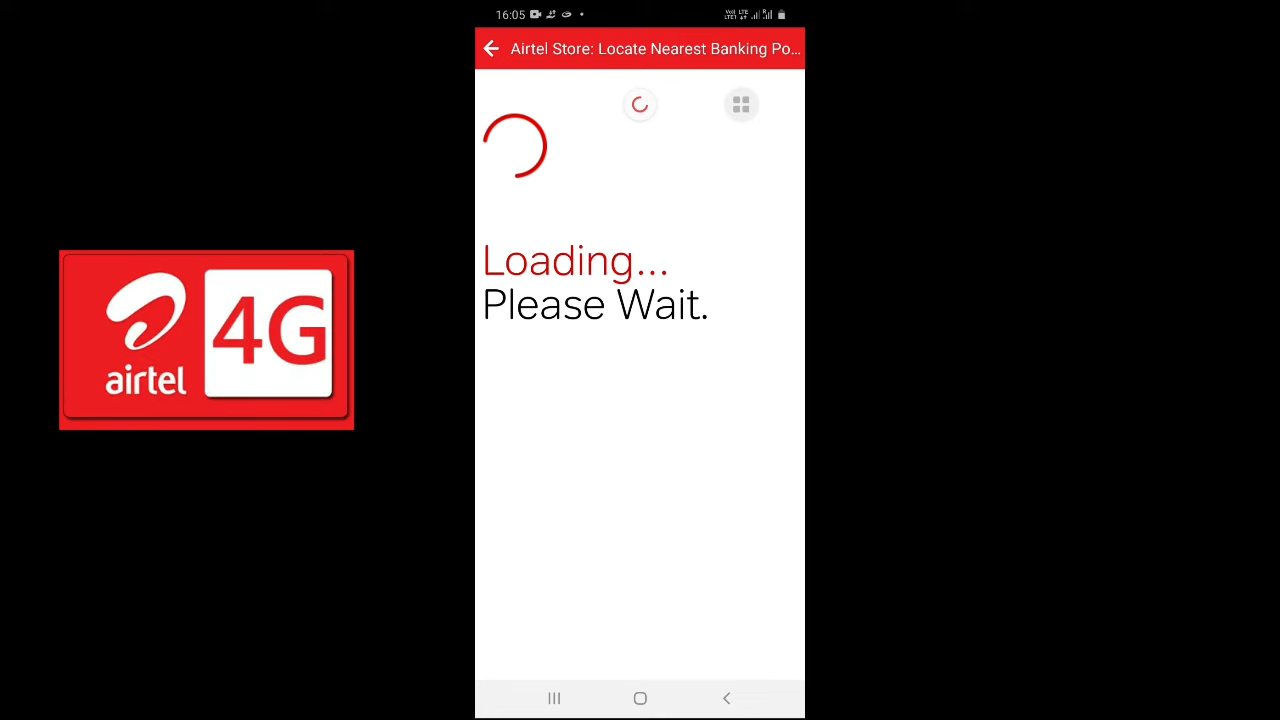 16:05
Airtel Store: Locate Nearest Banking Po...
Loading...
Please Wait.
4G
airtel